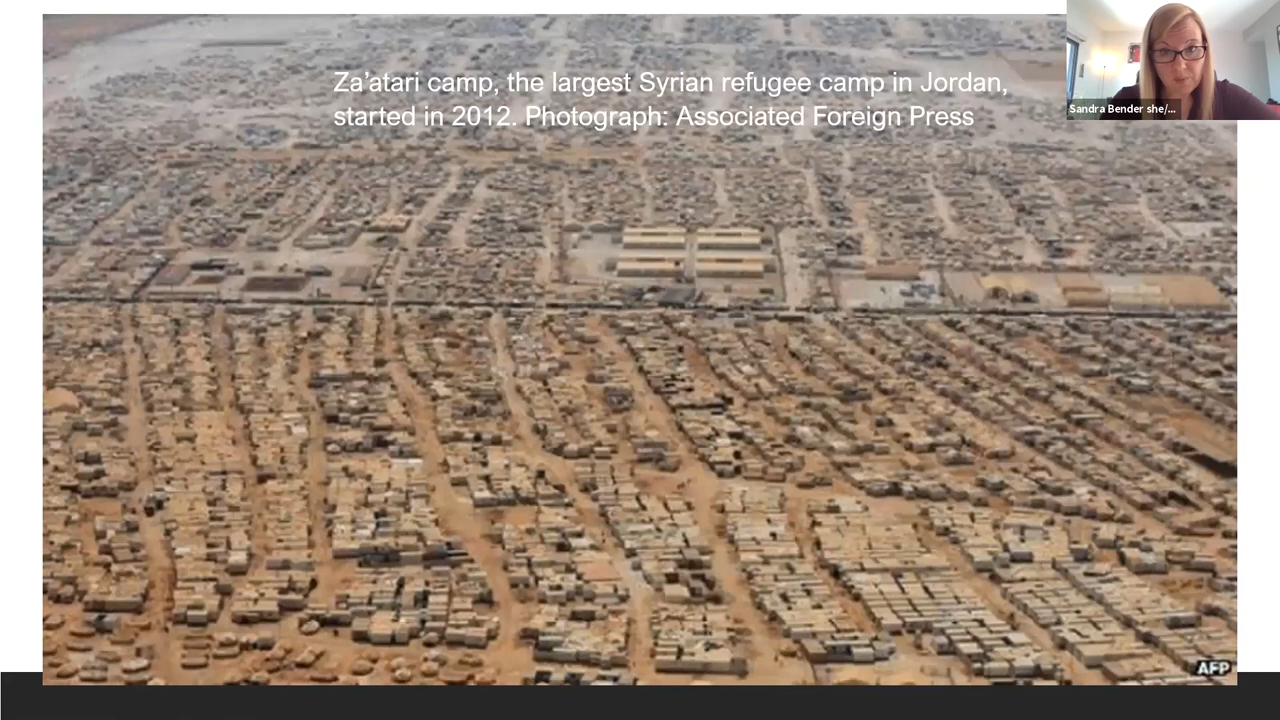 Za’atari camp, the largest Syrian refugee camp in Jordan,
started in 2012. Photograph: Associated Foreign Press
Sandra Bender she/...
AFP